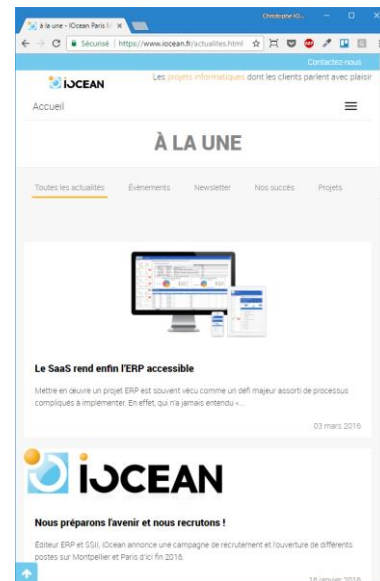 à la une - IOcean Paris &
Christophe IO...
Sécurisé | https://www.iocean.fr/actualites.html
Contactez-nous
iOCEAN
Les projets informatiques dont les clients parlent avec plaisir
Accueil
À LA UNE
Toutes les actualités Évènements Newsletter Nos succès Projets
Le SaaS rend enfin l'ERP accessible
Mettre en œuvre un projet ERP est souvent vécu comme un défi majeur assorti de processus
compliqués à implémenter. En effet, qui n'a jamais entendu «...
03 mars 2016
iOCEAN
Nous préparons l'avenir et nous recrutons !
Éditeur ERP et SSII, IOcean annonce une campagne de recrutement et l'ouverture de différents
postes sur Montpellier et Paris d'ici fin 2016.
16 janvier 2016